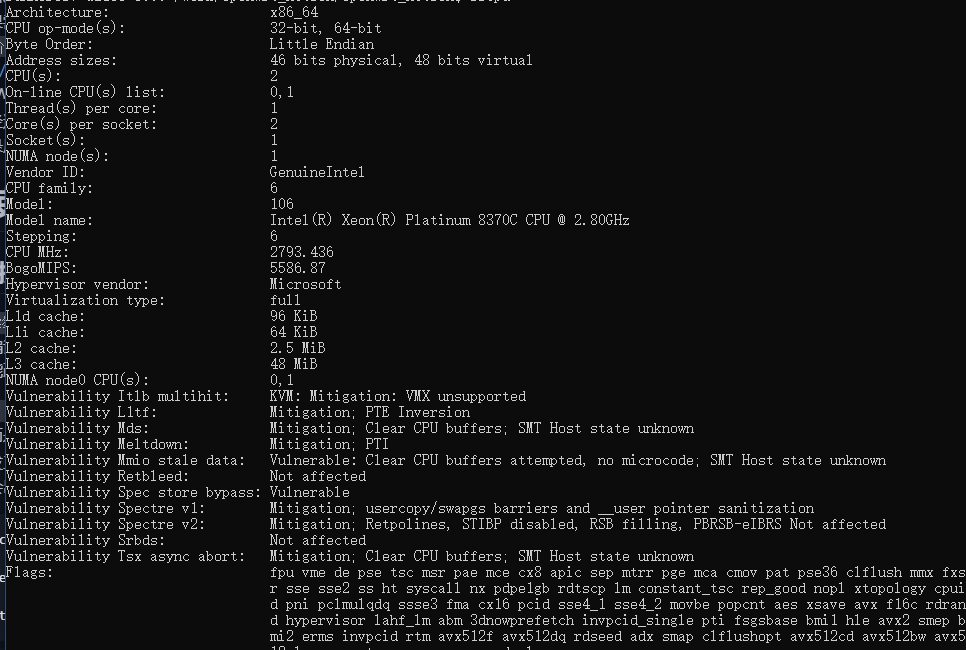 Architecture: x86_64
CPU op-mode(s): 32-bit, 64-bit
Byte Order: Little Endian
Address sizes: 46 bits physical, 48 bits virtual
CPU(s): 2
On-line CPU(s) list: 0,1
Thread(s) per core: 1
Core(s) per socket: 2
Socket(s): 1
NUMA node(s): 1
Vendor ID: GenuineIntel
CPU family: 6
Model: 106
Model name: Intel(R) Xeon(R) Platinum 8370C CPU @ 2.80GHz
Stepping: 6
CPU MHz: 2793.436
BogoMIPS: 5586.87
Hypervisor vendor: Microsoft
Virtualization type: full
L1d cache: 96 KiB
L1i cache: 64 KiB
L2 cache: 2.5 MiB
L3 cache: 48 MiB
NUMA node0 CPU(s): 0,1
Vulnerability Itlb multihit: KVM: Mitigation: VMX unsupported
Vulnerability L1tf: Mitigation; PTE Inversion
Vulnerability Mds: Mitigation; Clear CPU buffers; SMT Host state unknown
Vulnerability Meltdown: Mitigation; PTI
Vulnerability Mmio stale data: Vulnerable: Clear CPU buffers attempted, no microcode; SMT Host state unknown
Vulnerability Retbleed: Not affected
Vulnerability Spec store bypass: Vulnerable
Vulnerability Spectre v1: Mitigation; usercopy/swapgs barriers and __user pointer sanitization
Vulnerability Spectre v2: Mitigation; Retpolines, STIBP disabled, RSB filling, PBRSB-eIBRS Not affected
Vulnerability Srbds: Not affected
Vulnerability Tsx async abort: Mitigation; Clear CPU buffers; SMT Host state unknown
Flags: fpu vme de pse tsc msr pae mce cx8 apic sep mtrr pge mca cmov pat pse36 clflush mmx fxs
r sse sse2 ss ht syscall nx pdpe1gb rdtscp lm constant_tsc rep_good nopl xtopology cpui
d pni pclmulqdq ssse3 fma cx16 pcid sse4_1 sse4_2 movbe popcnt aes xsave avx f16c rdran
d hypervisor lahf_lm abm 3dnowprefetch invpcid_single pti fsgsbase bmi1 hle avx2 smep b
mi2 erms invpcid rtm avx512f avx512dq rdseed adx smap clflushopt avx512cd avx512bw avx5